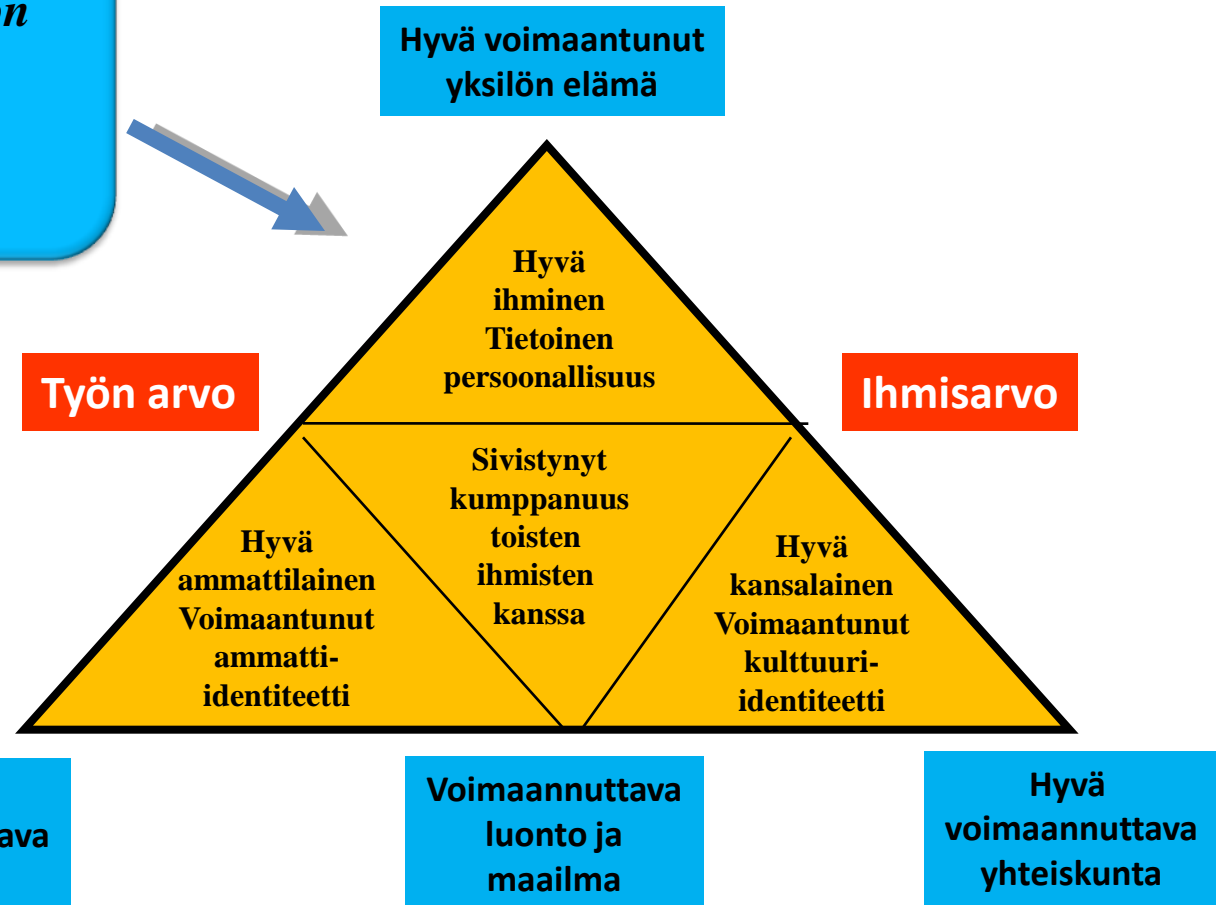 Hyvä voimaantunut
yksilön elämä
Hyvä
ihminen
Tietoinen
persoonallisuus
Työn arvo
Ihmisarvo
Sivistynyt
kumppanuus
toisten
ihmisten
kanssa
Hyvä
ammattilainen
Voimaantunut
ammatti-
identiteetti
Hyvä
kansalainen
Voimaantunut
kulttuuri-
identiteetti
Voimaannuttava
luonto ja
maailma
Hyvä
voimaannuttava
yhteiskunta